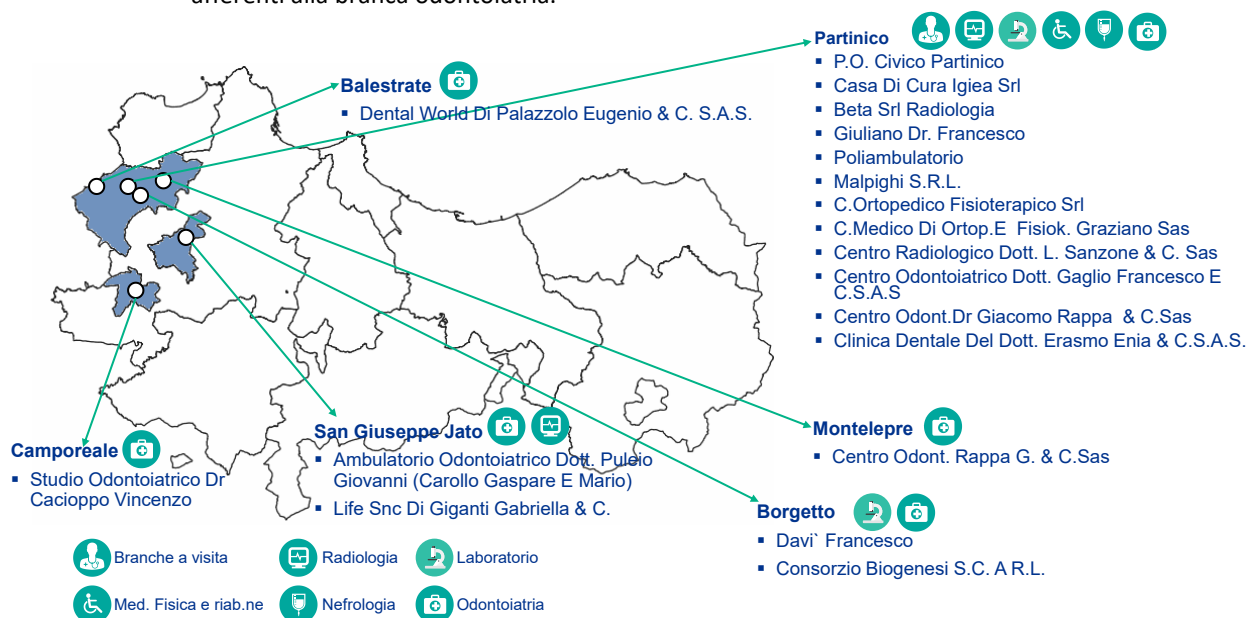 afferenti alla branca odontoiatria.
Balestrate
▪ Dental World Di Palazzolo Eugenio & C. S.A.S.
Partinico
▪ P.O. Civico Partinico
▪ Casa Di Cura Igiea Srl
▪ Beta Srl Radiologia
▪ Giuliano Dr. Francesco
▪ Poliambulatorio
▪ Malpighi S.R.L.
▪ C.Ortopedico Fisioterapico Srl
▪ C.Medico Di Ortop.E Fisiok. Graziano Sas
▪ Centro Radiologico Dott. L. Sanzone & C. Sas
▪ Centro Odontoiatrico Dott. Gaglio Francesco E
C.S.A.S
▪ Centro Odont.Dr Giacomo Rappa & C.Sas
▪ Clinica Dentale Del Dott. Erasmo Enia & C.S.A.S.
Camporeale
▪ Studio Odontoiatrico Dr
Cacioppo Vincenzo
San Giuseppe Jato
▪ Ambulatorio Odontoiatrico Dott. Puleio
Giovanni (Carollo Gaspare E Mario)
▪ Life Snc Di Giganti Gabriella & C.
Montelepre
▪ Centro Odont. Rappa G. & C.Sas
Borgetto
▪ Davi` Francesco
▪ Consorzio Biogenesi S.C. A R.L.
Branche a visita
Radiologia
Laboratorio
Med. Fisica e riab.ne
Nefrologia
Odontoiatria